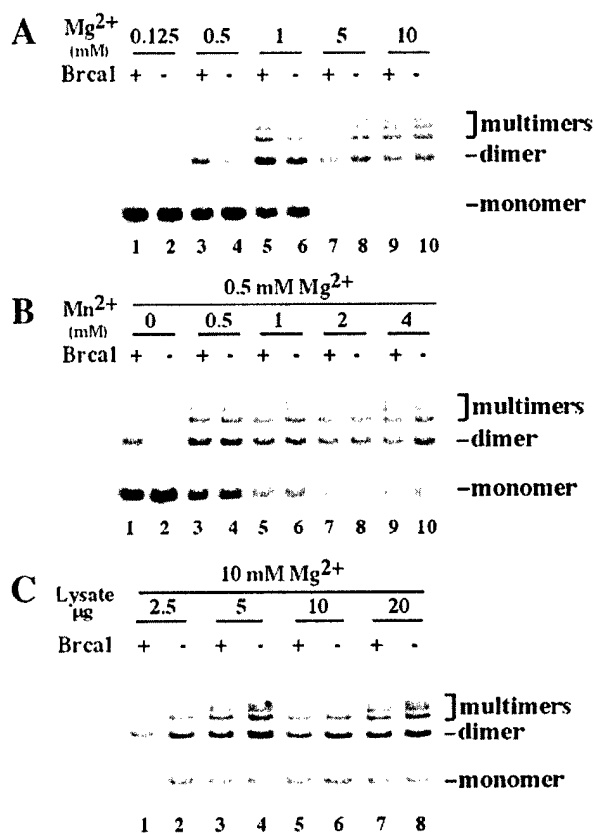 A
Mg2+ 0.125 0.5 1 5 10
(mM)
Brca1 + - + - + - + - + -
]multimers
-dimer
-monomer
1 2 3 4 5 6 7 8 9 10
B
0.5 mM Mg2+
Mn2+ 0 0.5 1 2 4
(mM)
Brca1 + - + - + - + - + -
]multimers
-dimer
-monomer
1 2 3 4 5 6 7 8 9 10
C
10 mM Mg2+
Lysate 2.5 5 10 20
µg
Brca1 + - + - + - + -
]multimers
-dimer
-monomer
1 2 3 4 5 6 7 8